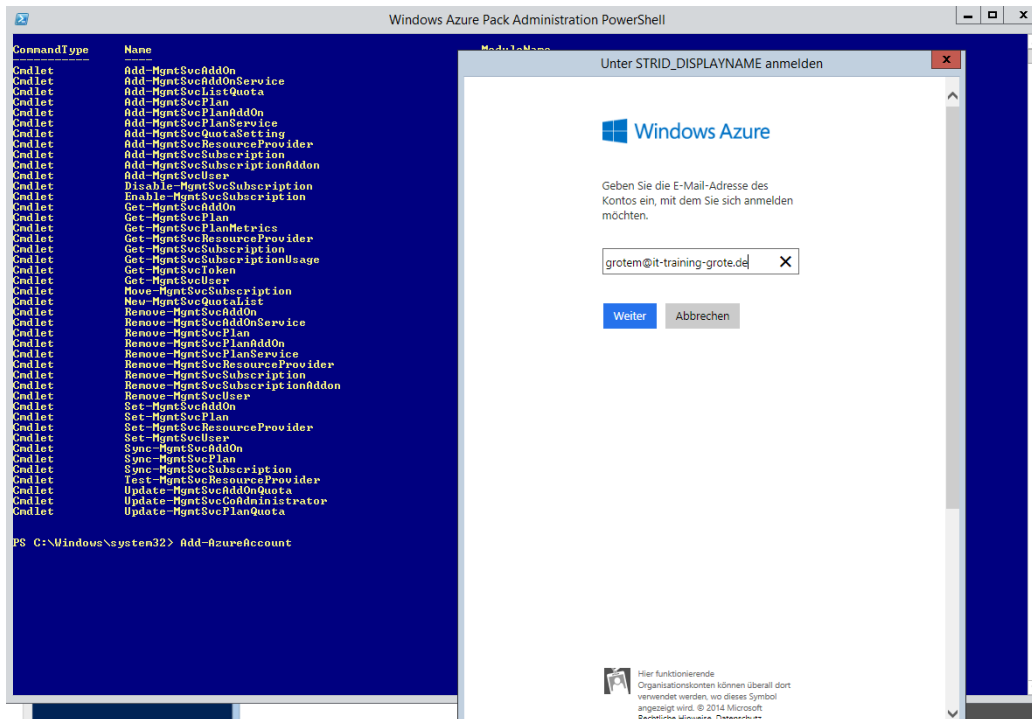 Windows Azure Pack Administration PowerShell
CommandType Name ModuleName
----------- ----
Cmdlet Add-MgmtSvcAddOn
Cmdlet Add-MgmtSvcAddOnService
Cmdlet Add-MgmtSvcListQuota
Cmdlet Add-MgmtSvcPlan
Cmdlet Add-MgmtSvcPlanAddOn
Cmdlet Add-MgmtSvcPlanService
Cmdlet Add-MgmtSvcQuotaSetting
Cmdlet Add-MgmtSvcResourceProvider
Cmdlet Add-MgmtSvcSubscription
Cmdlet Add-MgmtSvcSubscriptionAddon
Cmdlet Add-MgmtSvcUser
Cmdlet Disable-MgmtSvcSubscription
Cmdlet Enable-MgmtSvcSubscription
Cmdlet Get-MgmtSvcAddOn
Cmdlet Get-MgmtSvcPlan
Cmdlet Get-MgmtSvcPlanMetrics
Cmdlet Get-MgmtSvcResourceProvider
Cmdlet Get-MgmtSvcSubscription
Cmdlet Get-MgmtSvcSubscriptionUsage
Cmdlet Get-MgmtSvcToken
Cmdlet Get-MgmtSvcUser
Cmdlet Move-MgmtSvcSubscription
Cmdlet New-MgmtSvcQuotaList
Cmdlet Remove-MgmtSvcAddOn
Cmdlet Remove-MgmtSvcAddOnService
Cmdlet Remove-MgmtSvcPlan
Cmdlet Remove-MgmtSvcPlanAddOn
Cmdlet Remove-MgmtSvcPlanService
Cmdlet Remove-MgmtSvcResourceProvider
Cmdlet Remove-MgmtSvcSubscription
Cmdlet Remove-MgmtSvcSubscriptionAddon
Cmdlet Remove-MgmtSvcUser
Cmdlet Set-MgmtSvcAddOn
Cmdlet Set-MgmtSvcPlan
Cmdlet Set-MgmtSvcResourceProvider
Cmdlet Set-MgmtSvcUser
Cmdlet Sync-MgmtSvcAddOn
Cmdlet Sync-MgmtSvcPlan
Cmdlet Sync-MgmtSvcSubscription
Cmdlet Test-MgmtSvcResourceProvider
Cmdlet Update-MgmtSvcAddOnQuota
Cmdlet Update-MgmtSvcCoAdministrator
Cmdlet Update-MgmtSvcPlanQuota
PS C:\Windows\system32> Add-AzureAccount
Unter STRID_DISPLAYNAME anmelden
Windows Azure
Geben Sie die E-Mail-Adresse des
Kontos ein, mit dem Sie sich anmelden
möchten.
grotem@it-training-grote.de
Weiter Abbrechen
Hier funktionierende
Organisationskonten können überall dort
verwendet werden, wo dieses Symbol
angezeigt wird. © 2014 Microsoft
Rechtliche Hinweise Datenschutz